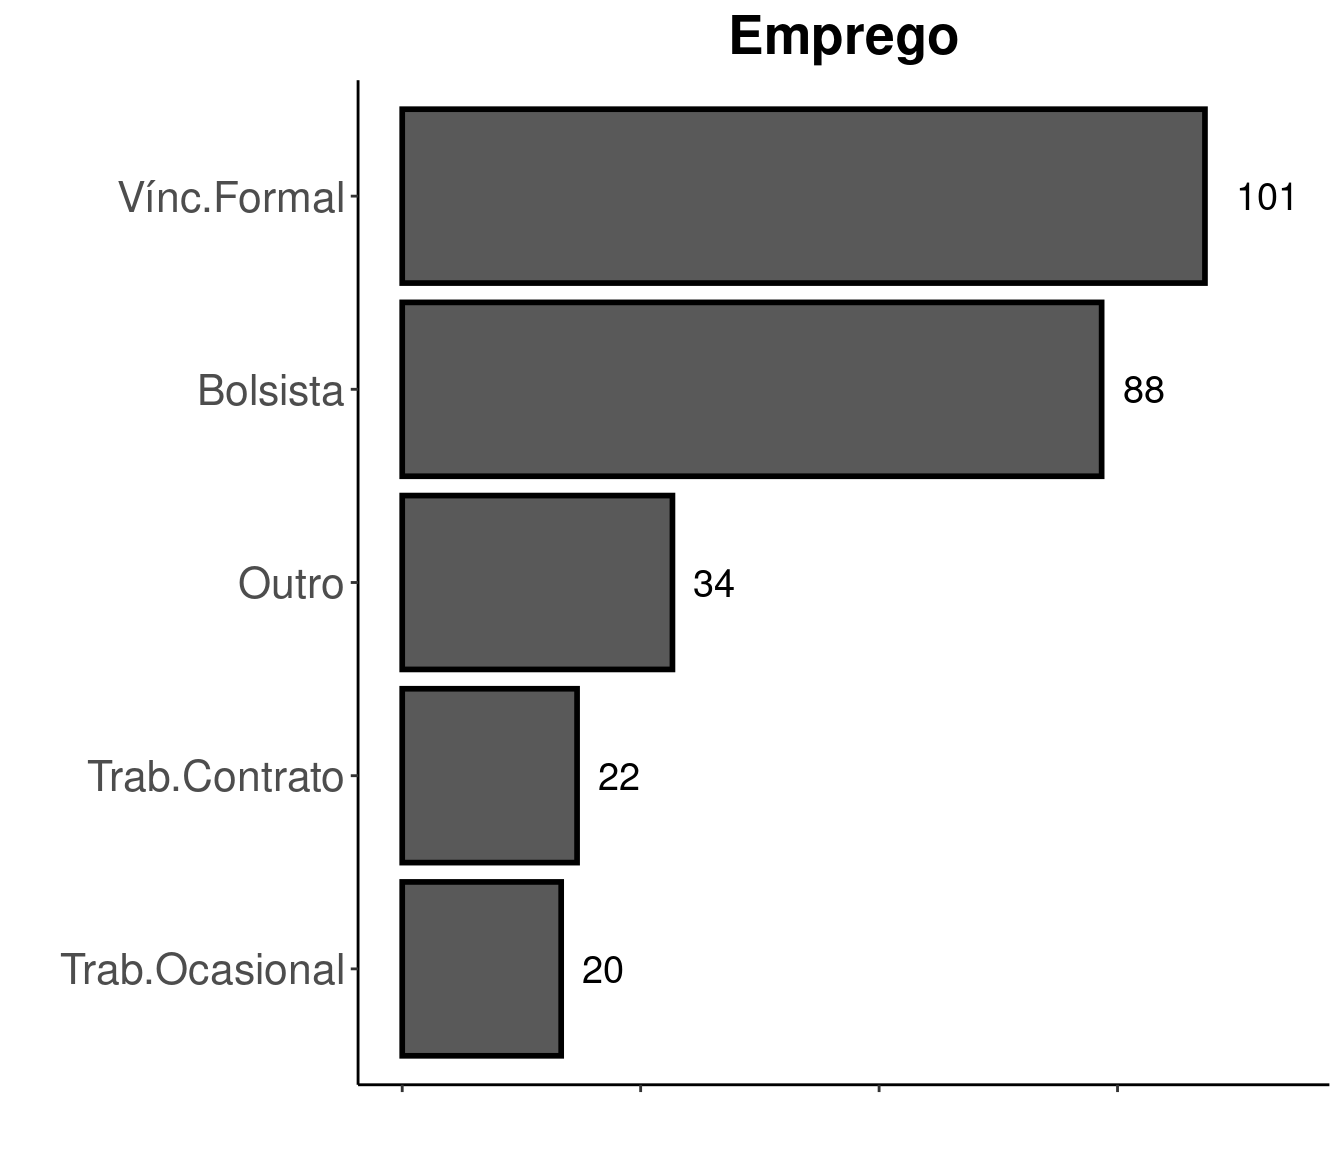 Emprego
Vínc.Formal 101
Bolsista 88
Outro 34
Trab.Contrato 22
Trab.Ocasional 20